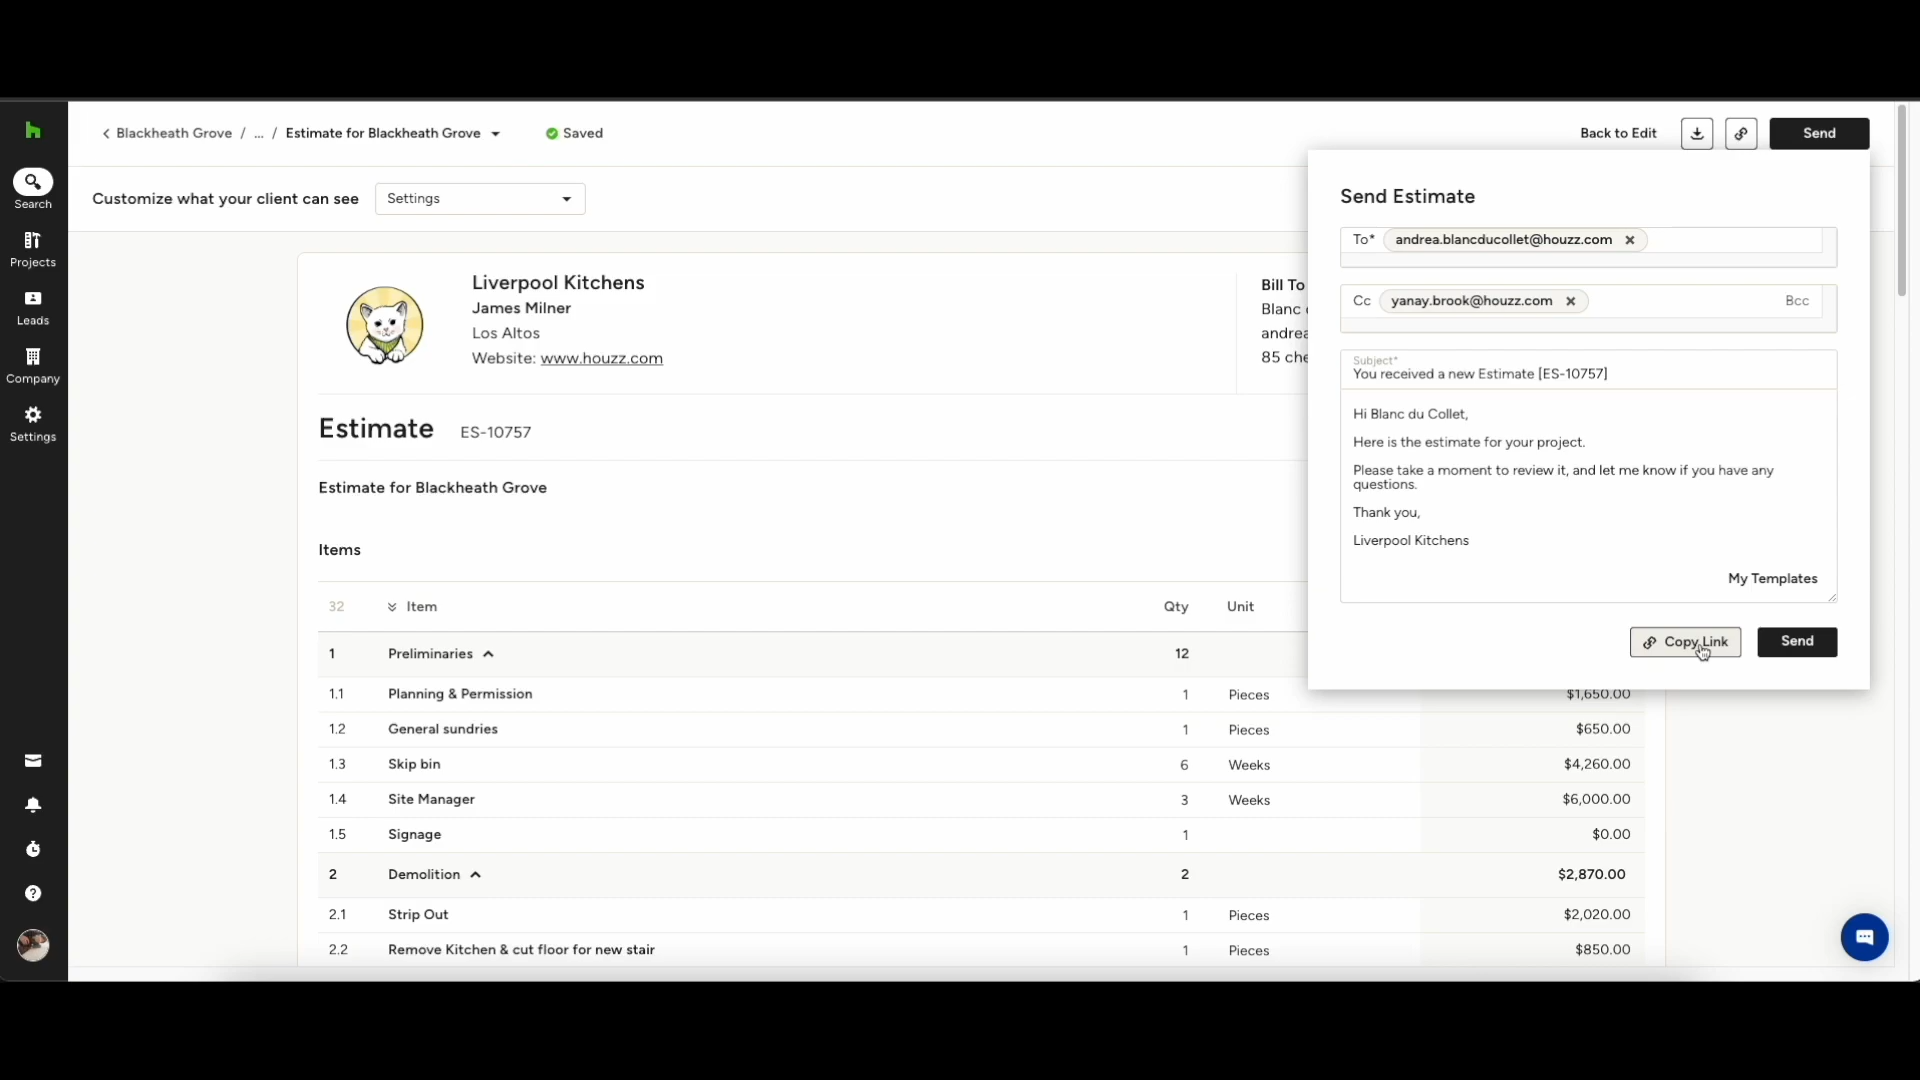 Blackheath Grove / ... / Estimate for Blackheath Grove
Saved
Back to Edit
Send
Search
Projects
Leads
Company
Settings
Customize what your client can see
Settings
Liverpool Kitchens
James Milner
Los Altos
Website: www.houzz.com
Bill To
Blanc
andrea
85 che
Estimate ES-10757
Estimate for Blackheath Grove
Items
32 Item Qty Unit
1 Preliminaries 12
1.1 Planning & Permission 1 Pieces $1,650.00
1.2 General sundries 1 Pieces $650.00
1.3 Skip bin 6 Weeks $4,260.00
1.4 Site Manager 3 Weeks $6,000.00
1.5 Signage 1 $0.00
2 Demolition 2 $2,870.00
2.1 Strip Out 1 Pieces $2,020.00
2.2 Remove Kitchen & cut floor for new stair 1 Pieces $850.00
Send Estimate
To* andrea.blancducollet@houzz.com
Cc yanay.brook@houzz.com Bcc
Subject*
You received a new Estimate [ES-10757]
Hi Blanc du Collet,
Here is the estimate for your project.
Please take a moment to review it, and let me know if you have any
questions.
Thank you,
Liverpool Kitchens
My Templates
Copy Link
Send